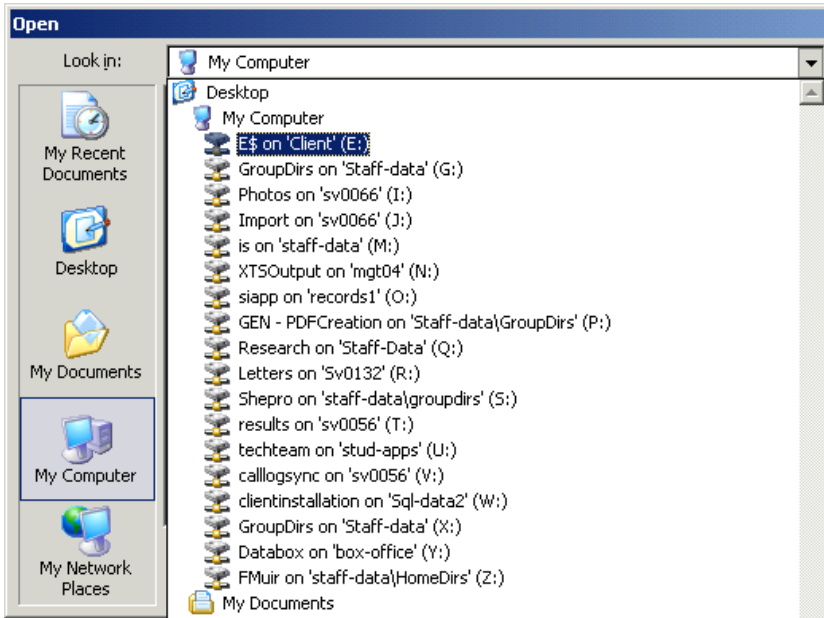 Open
Look in:
My Computer
My Recent
Documents
Desktop
My Documents
My Computer
My Network
Places
Desktop
My Computer
E$ on 'Client' (E:)
GroupDirs on 'Staff-data' (G:)
Photos on 'sv0066' (I:)
Import on 'sv0066' (J:)
is on 'staff-data' (M:)
XTSOutput on 'mgt04' (N:)
siapp on 'records1' (O:)
GEN - PDFCreation on 'Staff-data\GroupDirs' (P:)
Research on 'Staff-Data' (Q:)
Letters on 'Sv0132' (R:)
Shepro on 'staff-data\groupdirs' (S:)
results on 'sv0056' (T:)
techteam on 'stud-apps' (U:)
calllogsync on 'sv0056' (V:)
clientinstallation on 'Sql-data2' (W:)
GroupDirs on 'Staff-data' (X:)
Databox on 'box-office' (Y:)
FMuir on 'staff-data\HomeDirs' (Z:)
My Documents